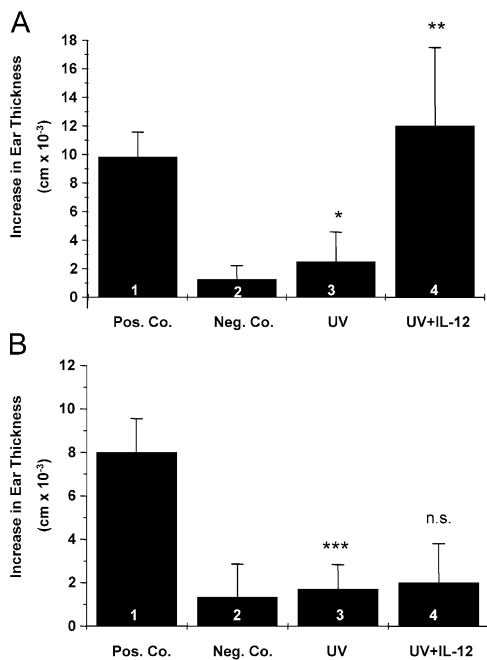 A
Increase in Ear Thickness
(cm x 10-3)
18
16
14
12
10
8
6
4
2
0
**
*
1
2
3
4
Pos. Co.
Neg. Co.
UV
UV+IL-12
B
Increase in Ear Thickness
(cm x 10-3)
12
10
8
6
4
2
0
n.s.
***
1
2
3
4
Pos. Co.
Neg. Co.
UV
UV+IL-12